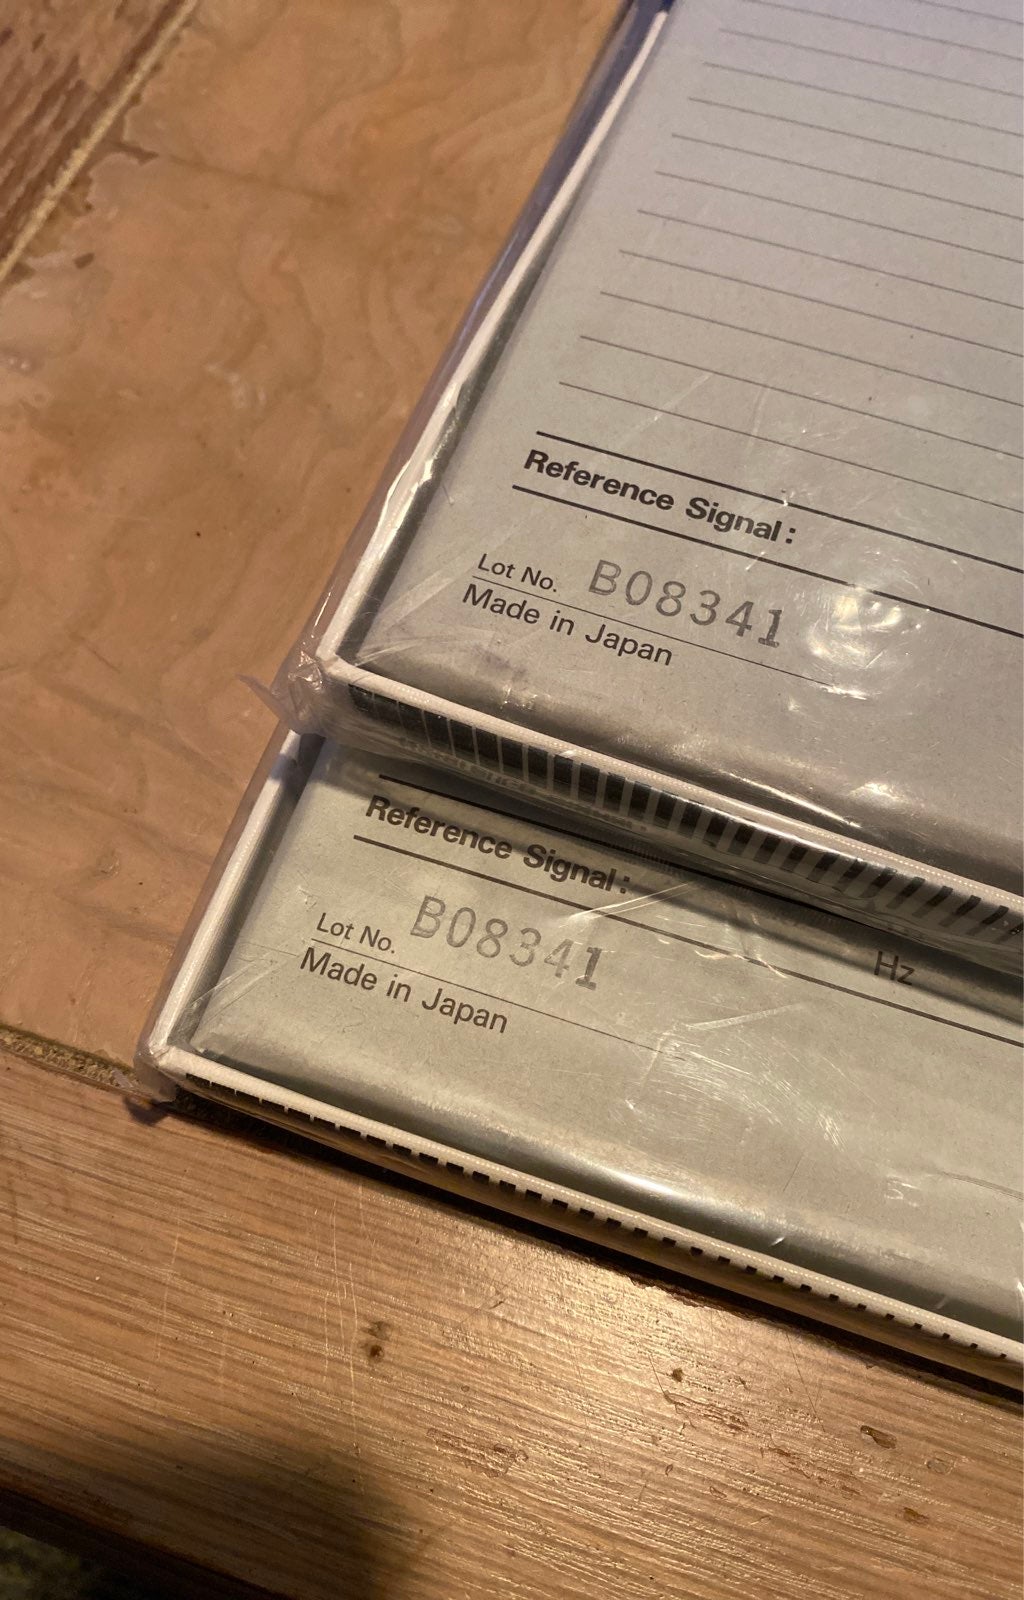 Reference Signal:
Lot No. B08341
Made in Japan
Reference Signal:
Hz
Lot No. B08341
Made in Japan